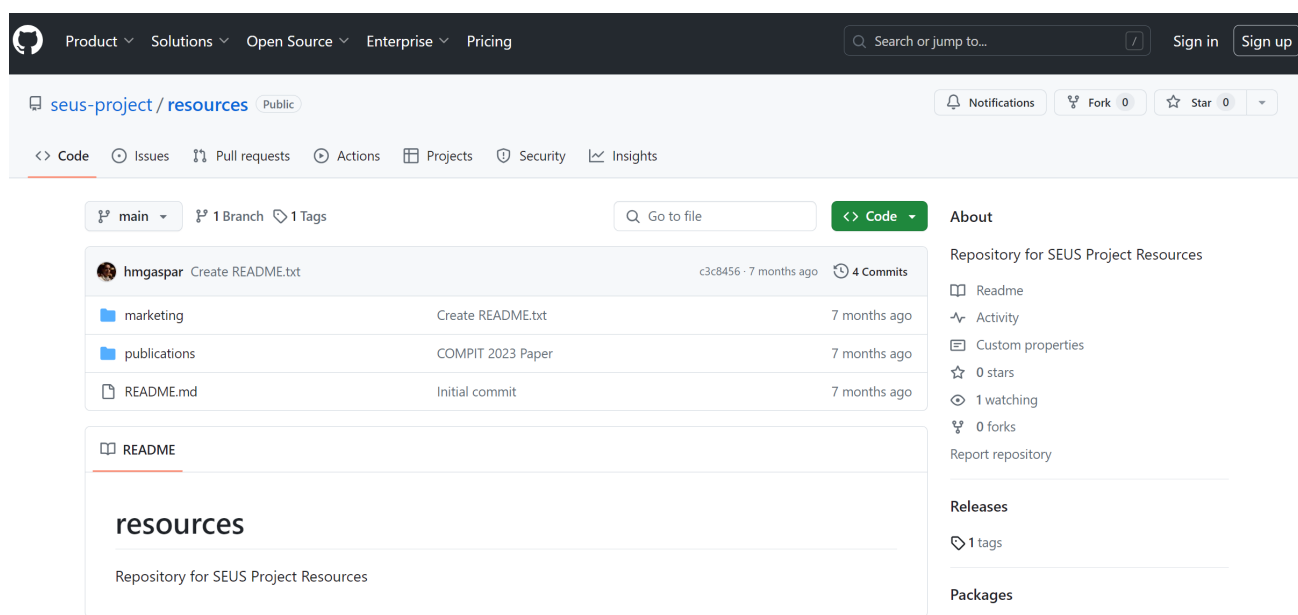 Product Solutions Open Source Enterprise Pricing Search or jump to... / Sign in Sign up
seus-project / resources Public Notifications Fork 0 Star 0
<> Code Issues Pull requests Actions Projects Security Insights
main 1 Branch 1 Tags Go to file <> Code
About
Repository for SEUS Project Resources
hmgaspar Create README.txt c3c8456 · 7 months ago 4 Commits
marketing Create README.txt 7 months ago
publications COMPIT 2023 Paper 7 months ago
README.md Initial commit 7 months ago
Readme
Activity
Custom properties
0 stars
1 watching
0 forks
Report repository
README
resources
Repository for SEUS Project Resources
Releases
1 tags
Packages